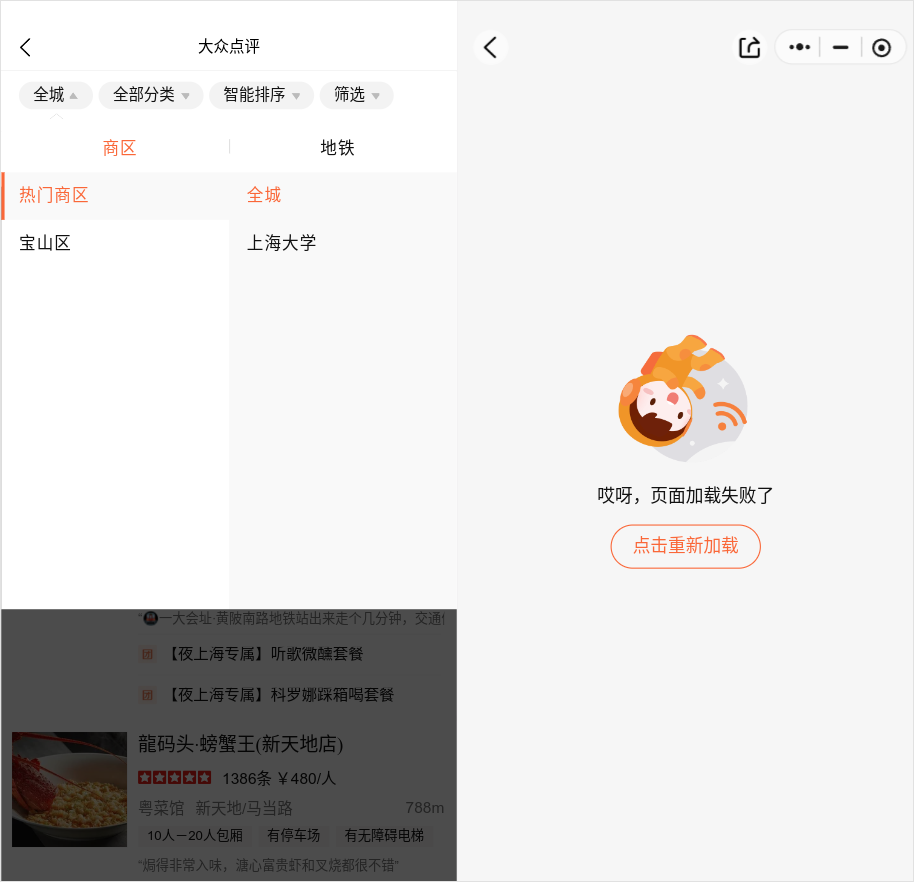 大众点评
全城 全部分类 智能排序 筛选
商区 地铁
热门商区 全城
宝山区 上海大学
一大会址·黄陂南路地铁站出来走个几分钟，交通
团 【夜上海专属】听歌微醺套餐
团 【夜上海专属】科罗娜踩箱喝套餐
龍码头·螃蟹王(新天地店)
1386条 ￥480/人
粤菜馆 新天地/马当路 788m
10人－20人包厢 有停车场 有无障碍电梯
"焗得非常入味，溏心富贵虾和叉烧都很不错"
哎呀，页面加载失败了
点击重新加载